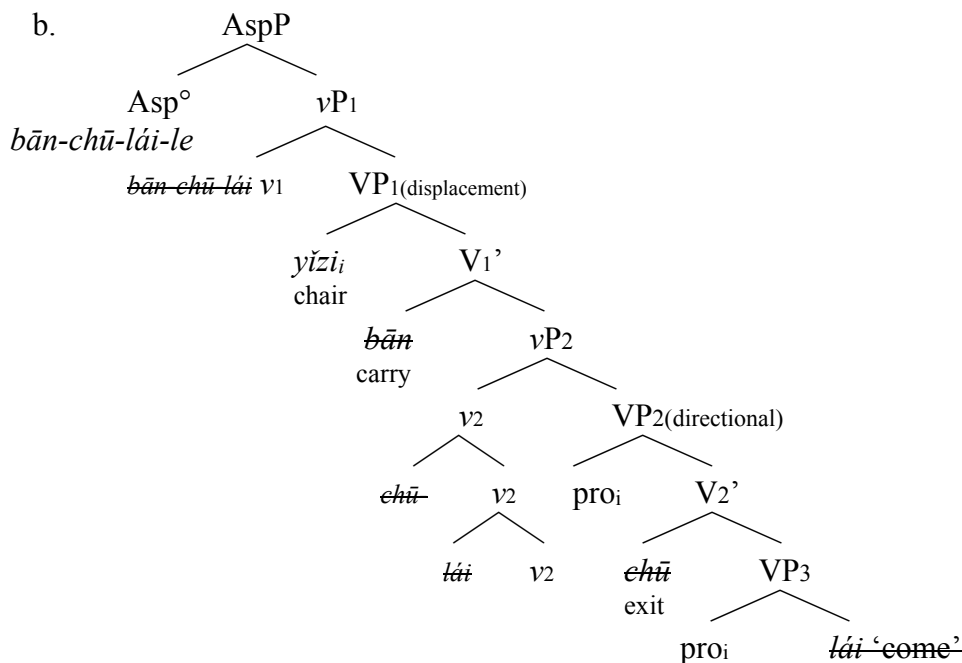 b. AspP
Asp° vP1
bān-chū-lái-le
bān-chū-lái v1 VP1(displacement)
yǐzii V1’
chair
bān vP2
carry
v2 VP2(directional)
chū v2 proi V2’
lái v2 chū VP3
exit
proi lái ‘come’